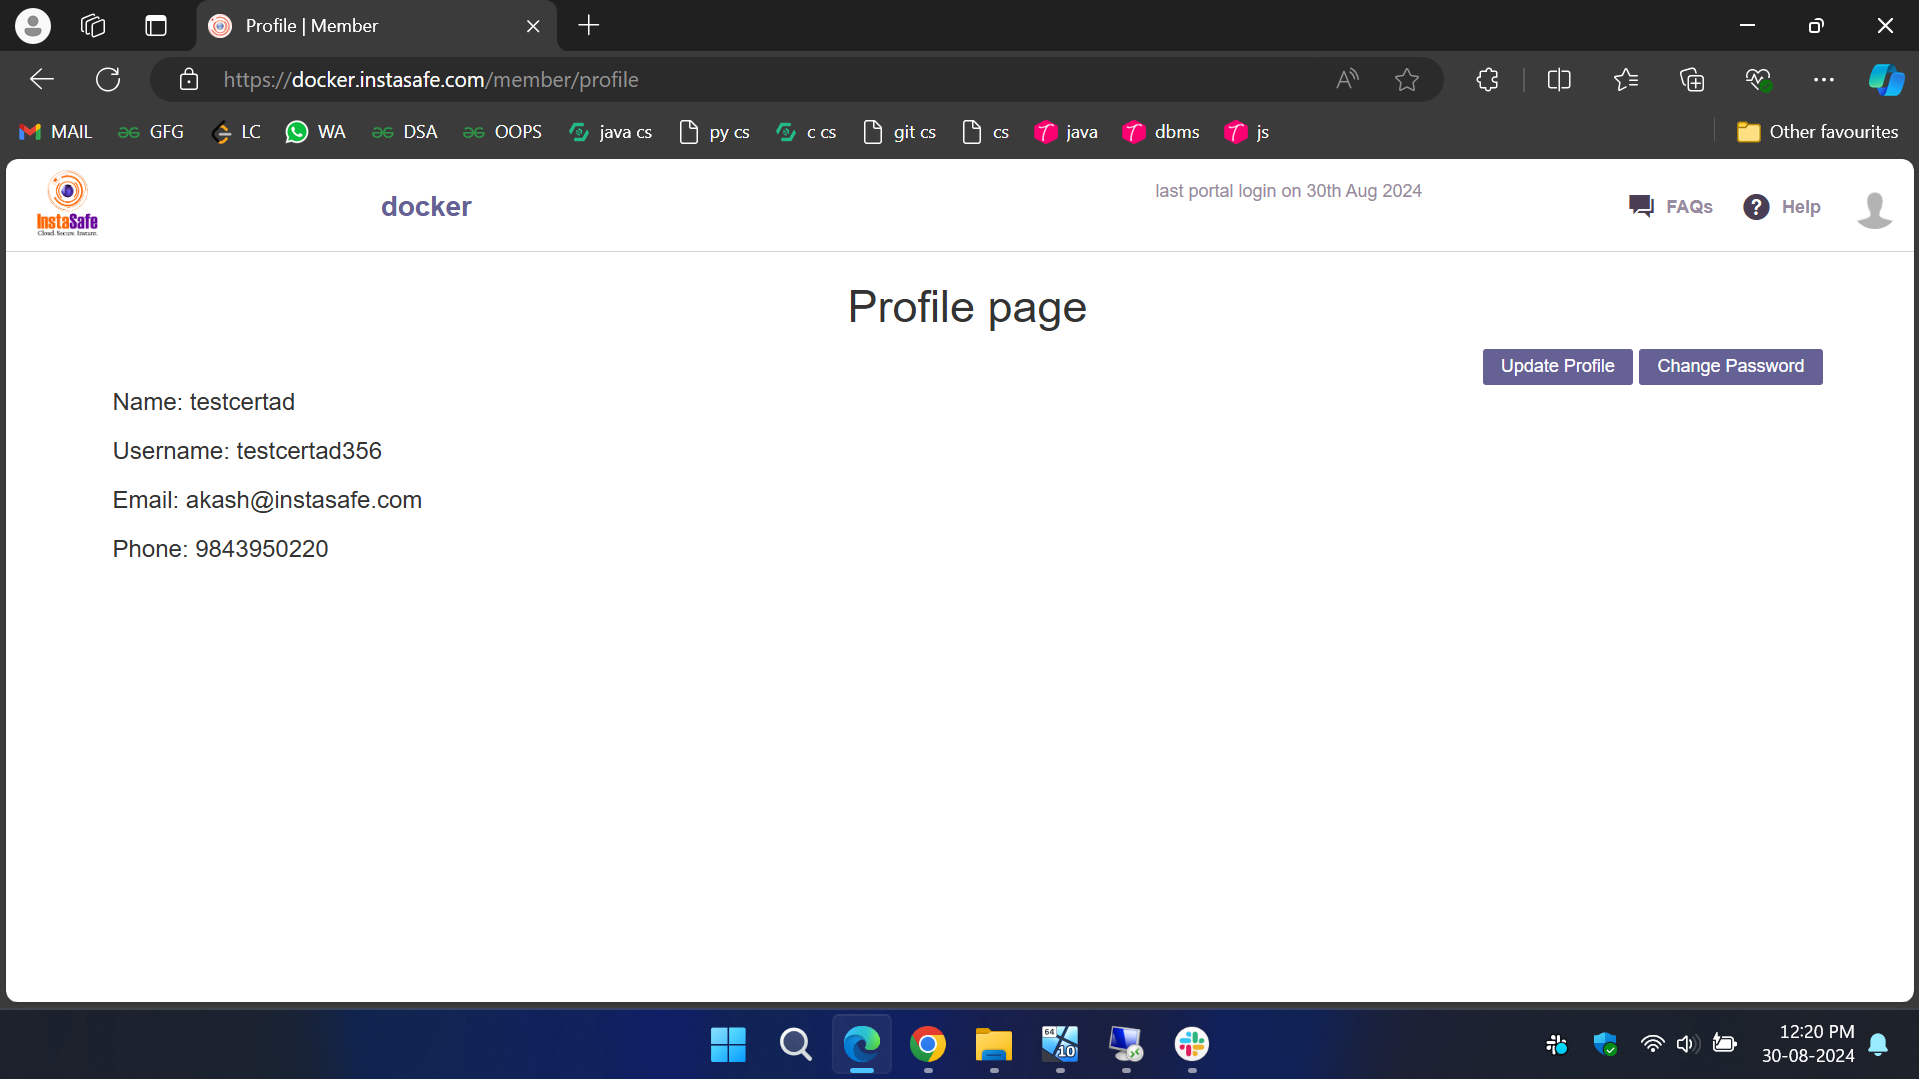 Profile | Member
https://docker.instasafe.com/member/profile
MAIL GFG LC WA DSA OOPS java cs py cs c cs git cs cs java dbms js Other favourites
InstaSafe
Cloud. Secure. Instant.
docker
last portal login on 30th Aug 2024
FAQs
? Help
Profile page
Update Profile Change Password
Name: testcertad
Username: testcertad356
Email: akash@instasafe.com
Phone: 9843950220
64
10
12:20 PM
30-08-2024